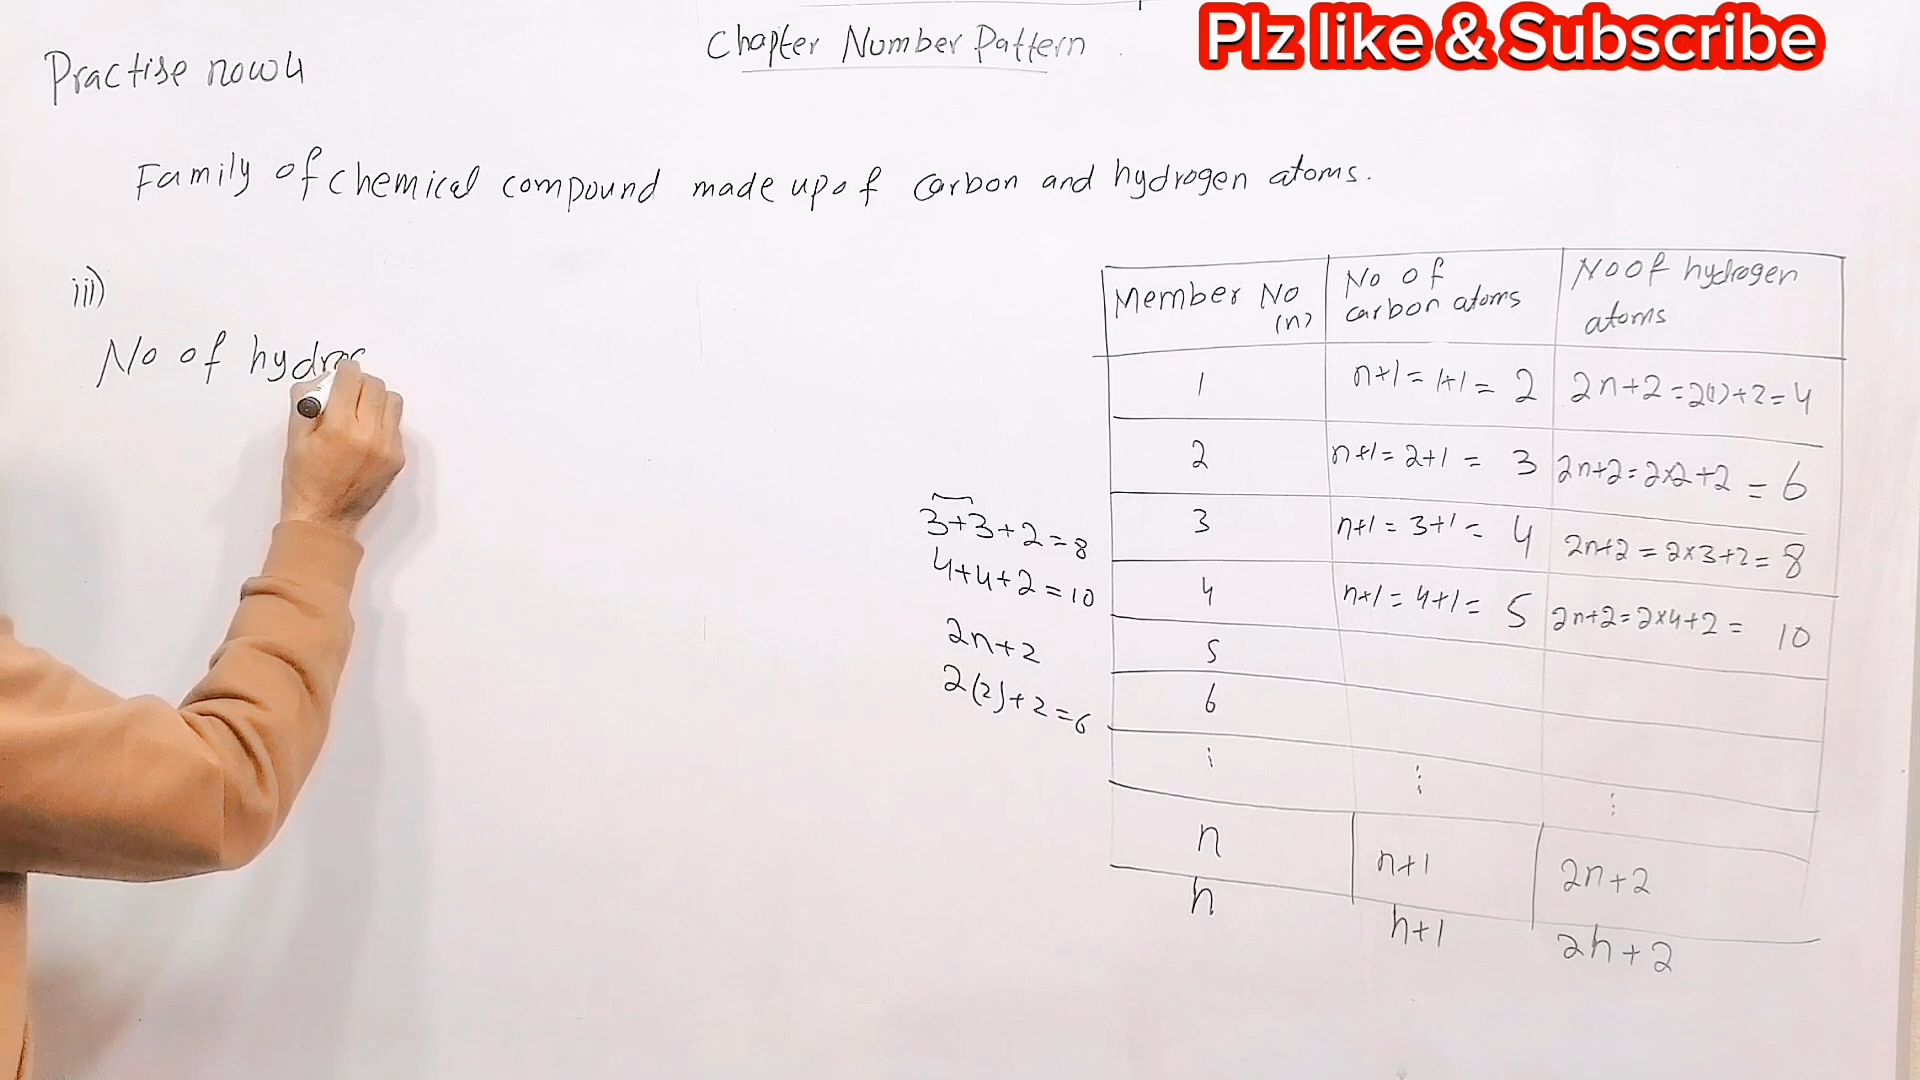 Plz like & Subscribe
Chapter Number Pattern
Practise now 4
Family of chemical compound made up of carbon and hydrogen atoms.
iii)
No of hydrog
3+3+2=8
4+4+2=10
2n+2
2(2)+2=6
Member No (n) No of carbon atoms No of hydrogen atoms
1 n+1=1+1= 2 2n+2=2(1)+2=4
2 n+1=2+1= 3 2n+2=2×2+2=6
3 n+1=3+1= 4 2n+2=2×3+2=8
4 n+1=4+1= 5 2n+2=2×4+2= 10
5
6
⋮ ⋮ ⋮
n n+1 2n+2
h h+1 2h+2